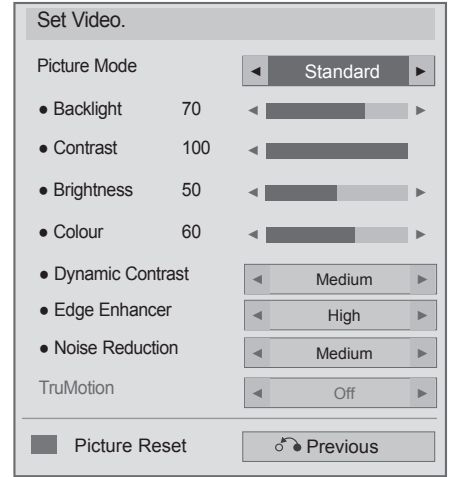 Set Video.
Picture Mode ◄ Standard ►
● Backlight 70 ◄ ►
● Contrast 100 ◄
● Brightness 50 ◄ ►
● Colour 60 ◄ ►
● Dynamic Contrast ◄ Medium ►
● Edge Enhancer ◄ High ►
● Noise Reduction ◄ Medium ►
TruMotion ◄ Off ►
Picture Reset Previous